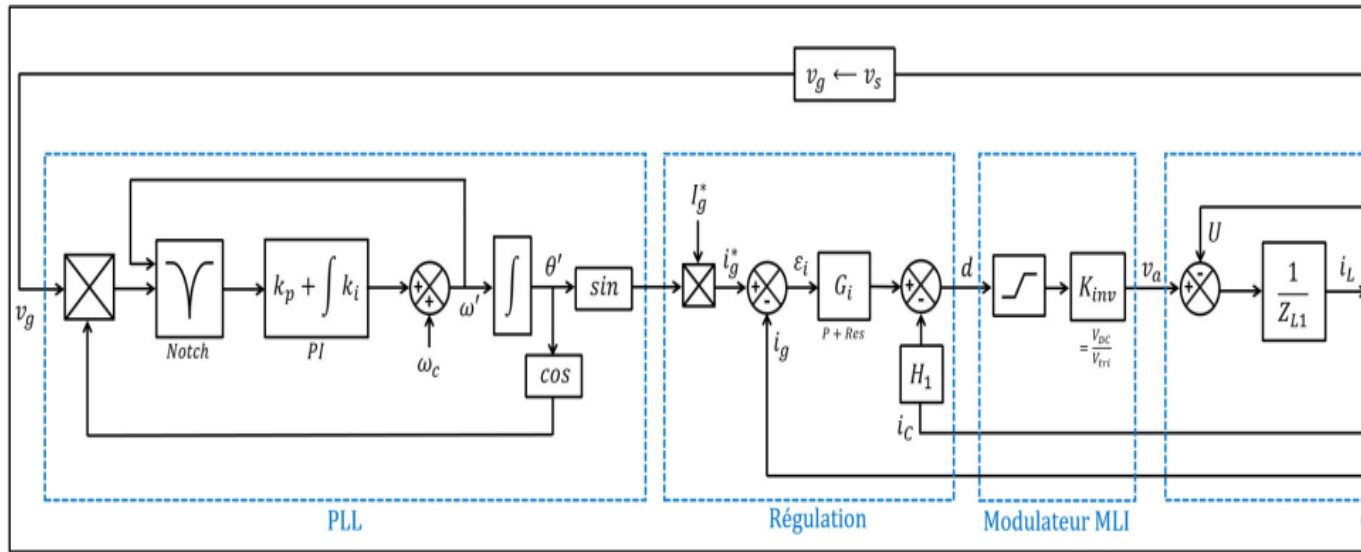 v_g ← v_s
I_g^*
U
θ'
i_g^*
ε_i
d
v_a
i_L
k_p + ∫ k_i
∫
sin
G_i
K_inv
1/Z_L1
v_g
ω'
Notch
PI
P + Res
= V_DC/V_tri
ω_c
cos
i_g
H_1
i_C
PLL
Régulation
Modulateur MLI